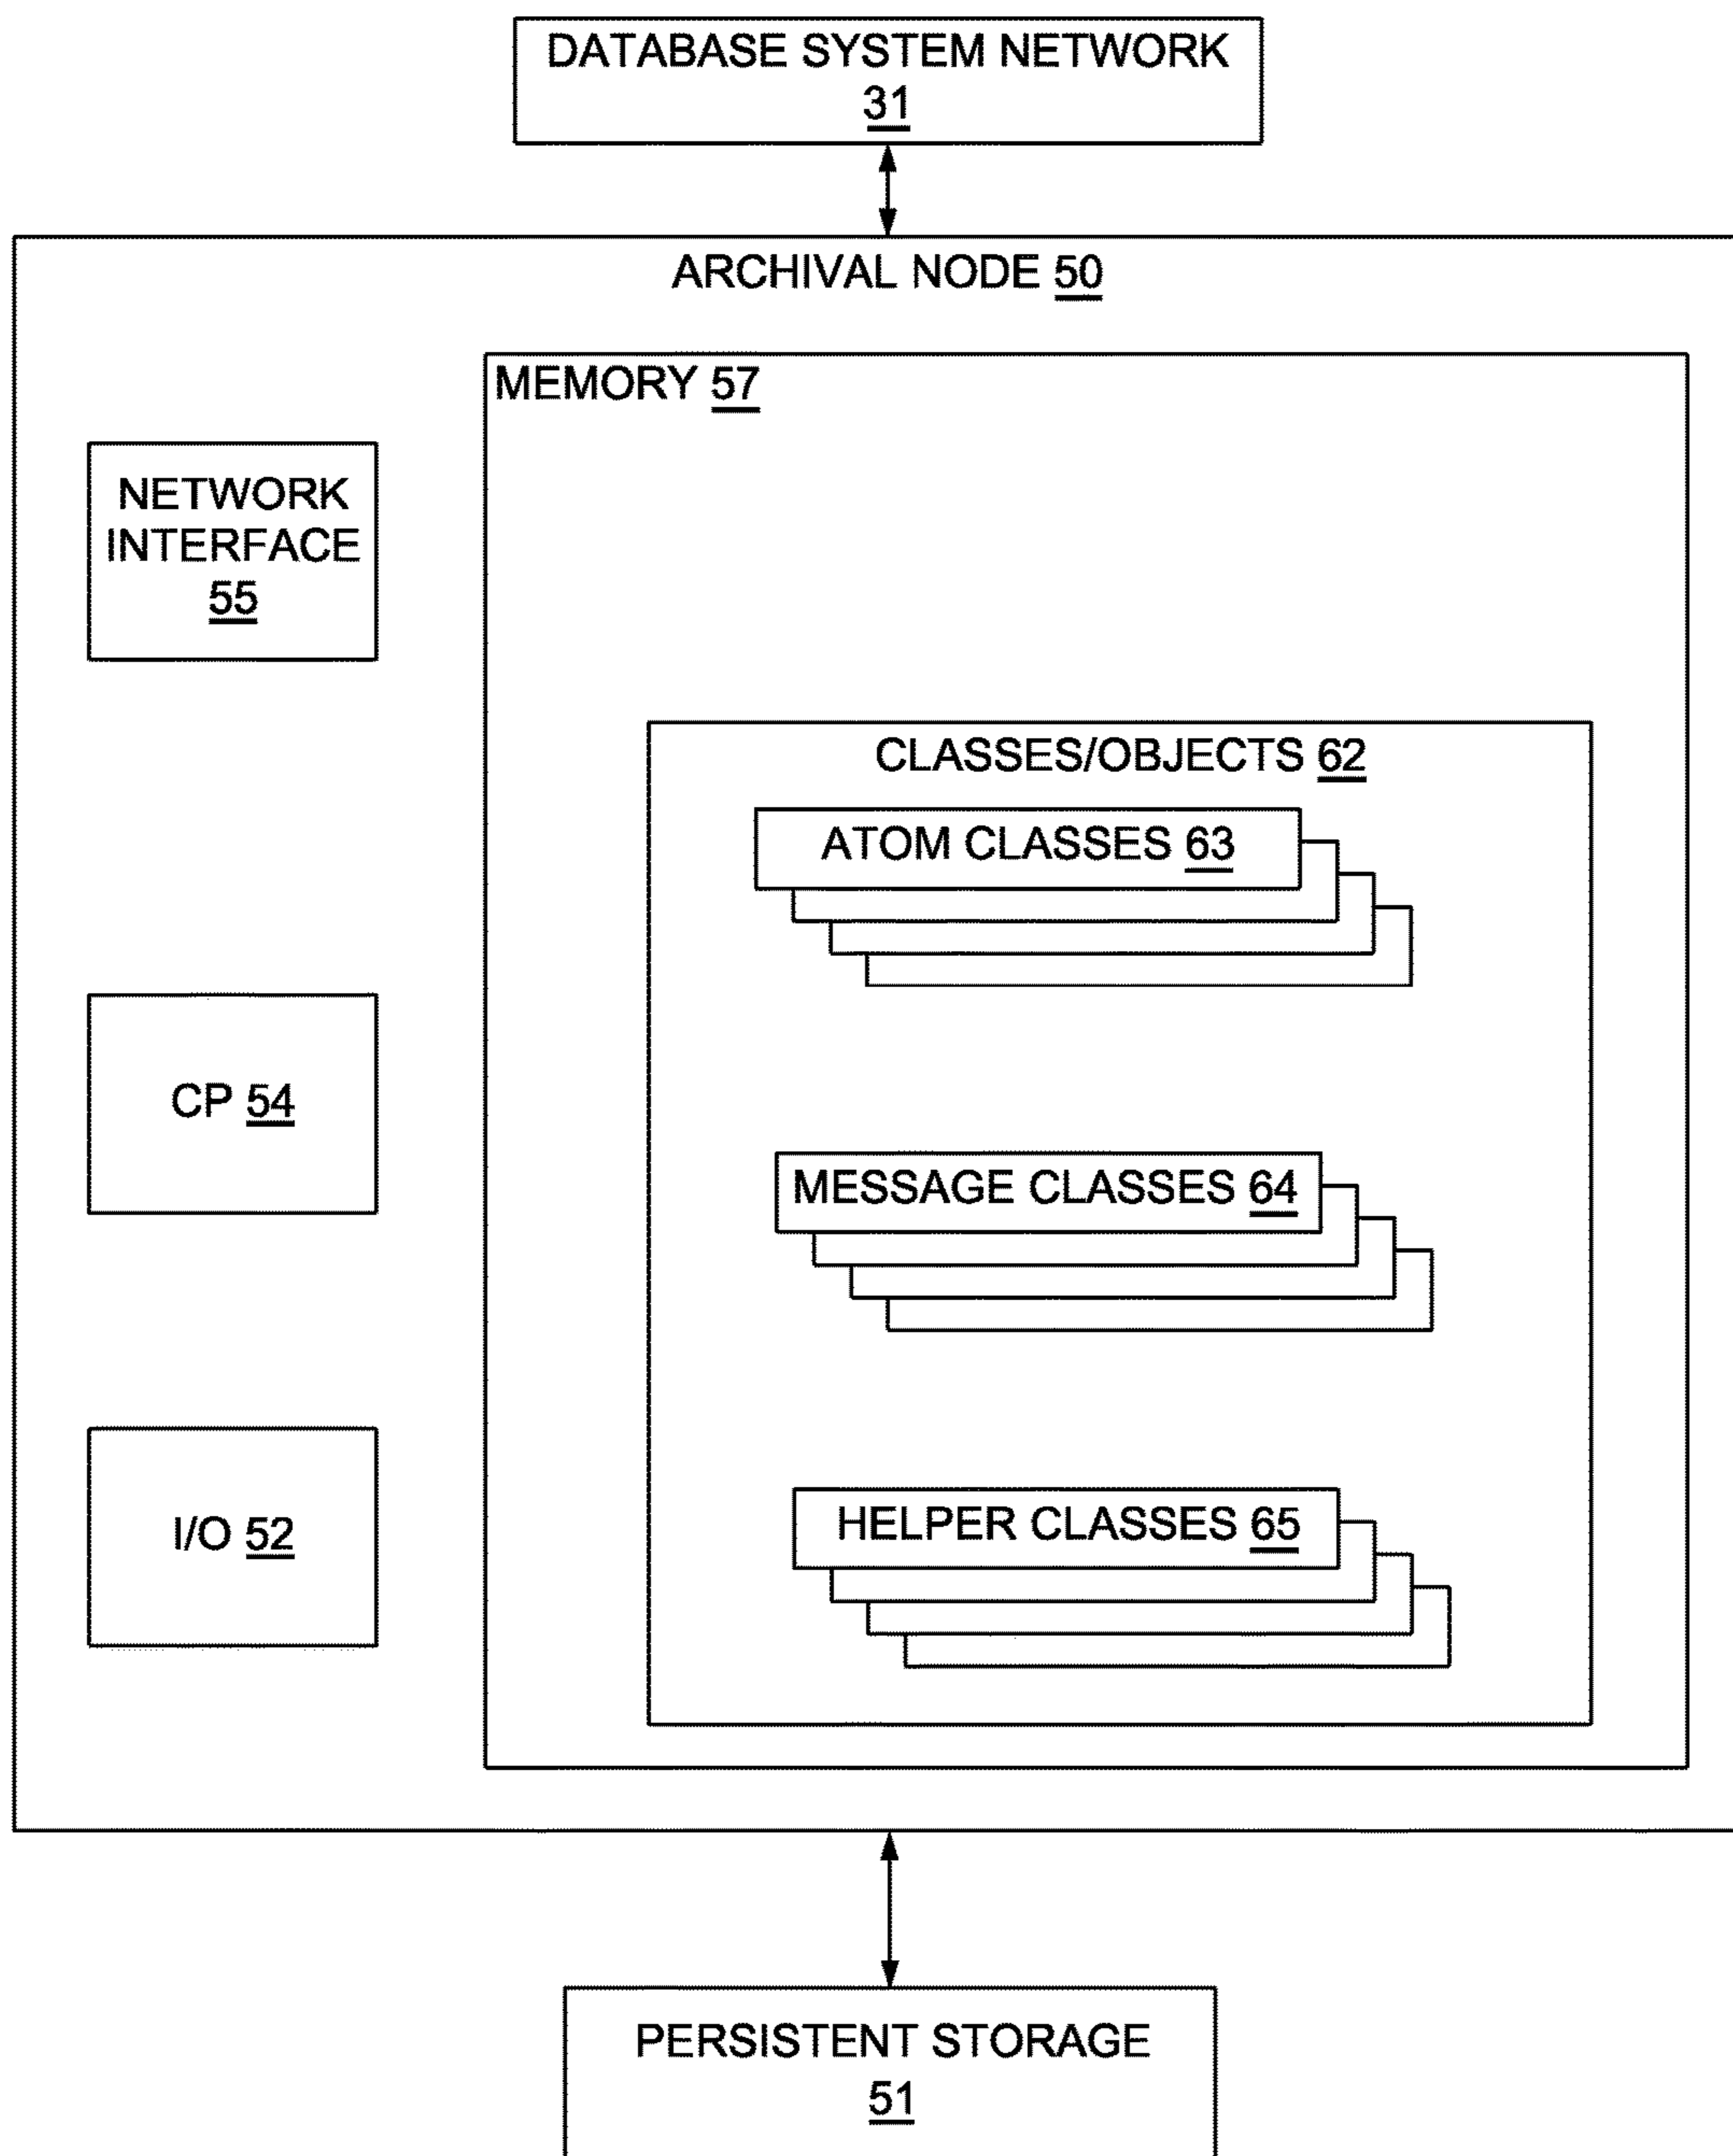 DATABASE SYSTEM NETWORK
31
ARCHIVAL NODE 50
MEMORY 57
NETWORK
INTERFACE
55
CLASSES/OBJECTS 62
ATOM CLASSES 63
CP 54
MESSAGE CLASSES 64
I/O 52
HELPER CLASSES 65
PERSISTENT STORAGE
51